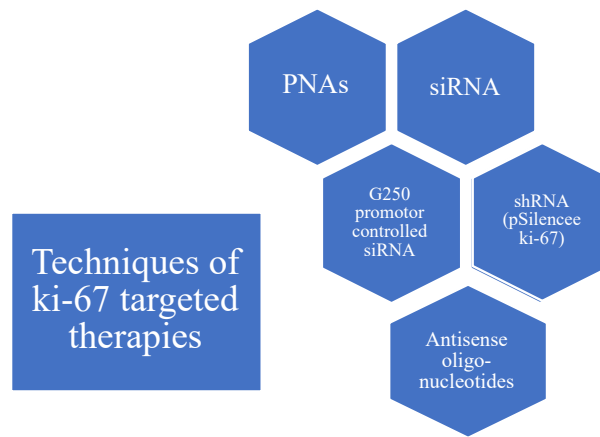 PNAs
siRNA
G250
promotor
controlled
siRNA
shRNA
(pSilencee
ki-67)
Techniques of
ki-67 targeted
therapies
Antisense
oligo-
nucleotides